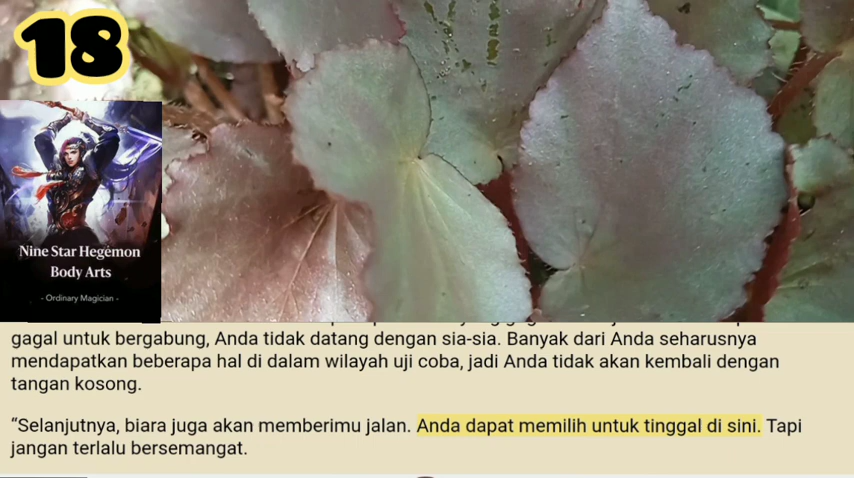 18
Nine Star Hegemon
Body Arts
- Ordinary Magician -
gagal untuk bergabung, Anda tidak datang dengan sia-sia. Banyak dari Anda seharusnya
mendapatkan beberapa hal di dalam wilayah uji coba, jadi Anda tidak akan kembali dengan
tangan kosong.
“Selanjutnya, biara juga akan memberimu jalan. Anda dapat memilih untuk tinggal di sini. Tapi
jangan terlalu bersemangat.